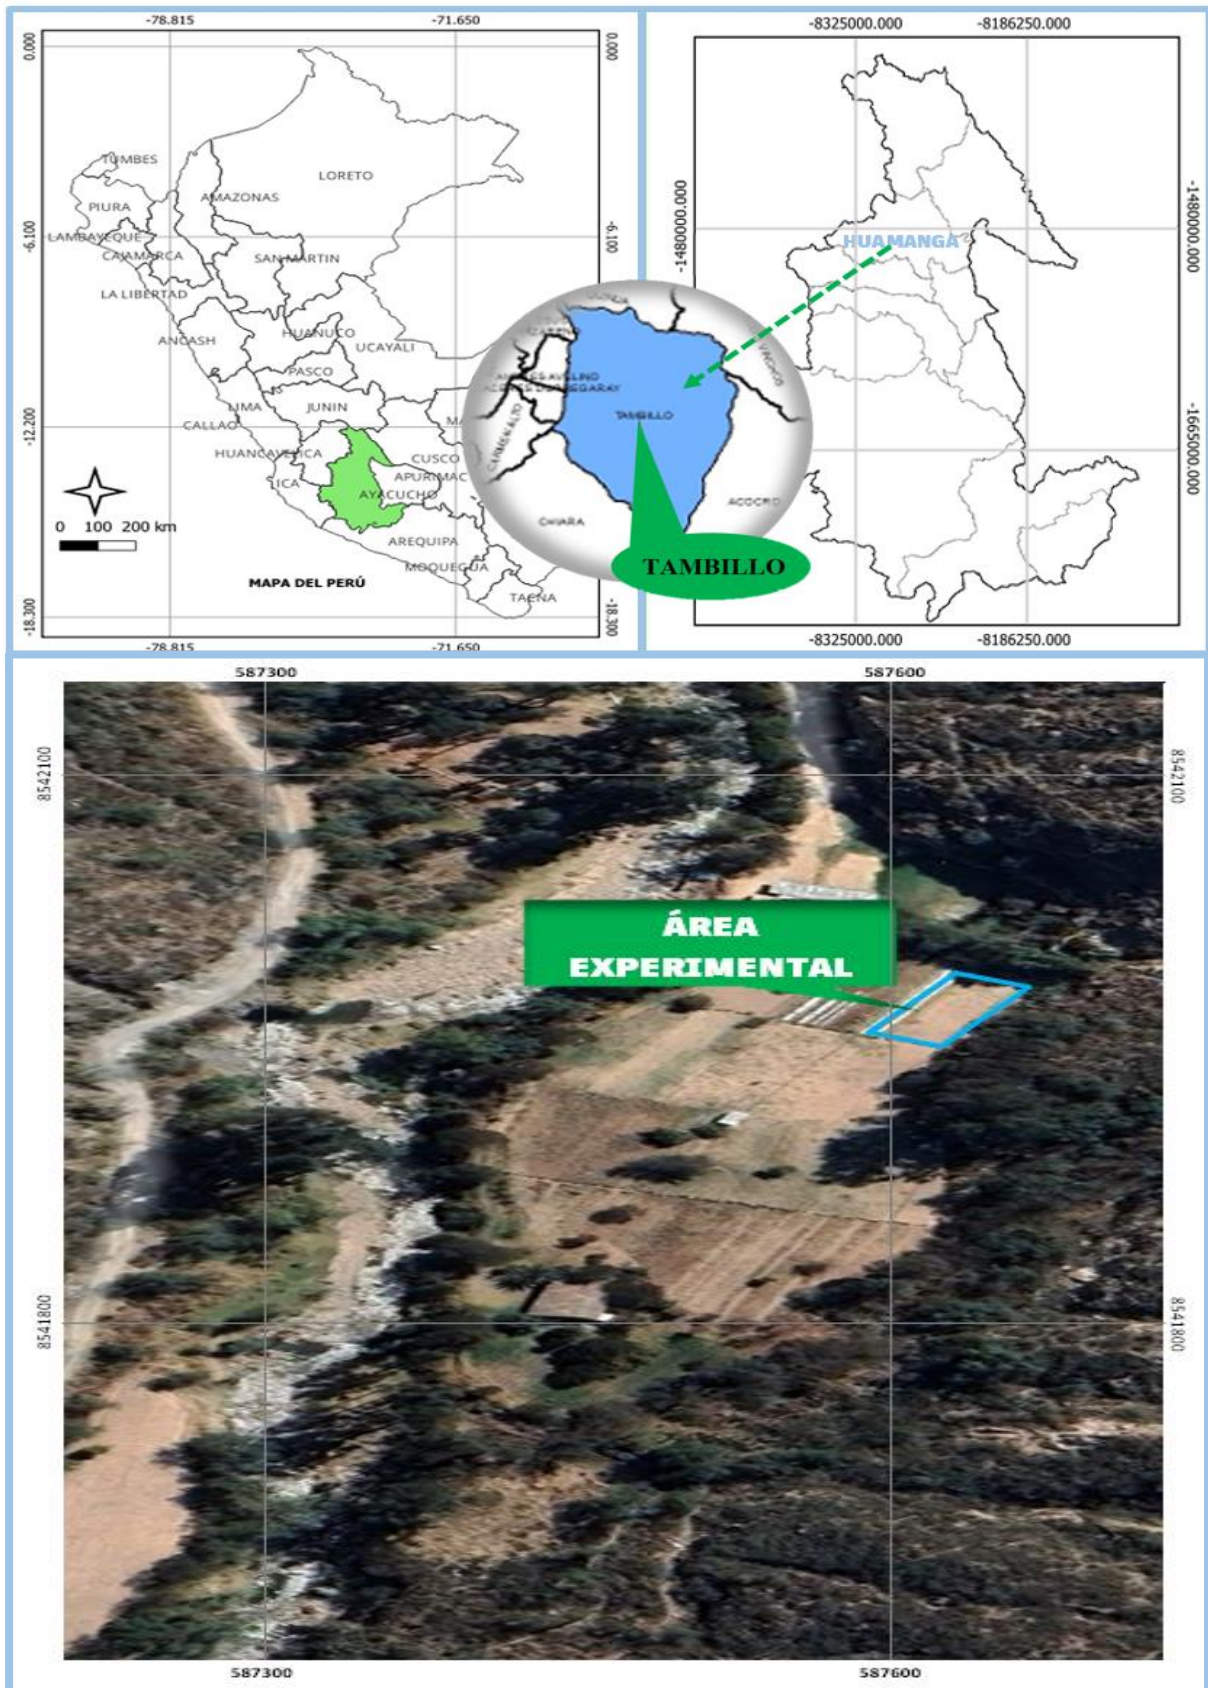 -78.815
-71.650
0.000
0.000
TUMBES
LORETO
AMAZONAS
PIURA
-6.100
-6.100
LAMBAYEQUE
CAJAMARCA
SAN MARTIN
LA LIBERTAD
HUANUCO
ANCASH
UCAYALI
PASCO
LIMA
JUNIN
-12.200
CALLAO
HUANCAVELICA
CUSCO
ICA
APURIMAC
AYACUCHO
0 100 200 km
AREQUIPA
MOQUEGUA
MAPA DEL PERÚ
TACNA
-18.300
-18.300
-78.815
-71.650
TAMBILLO
CARMEN ALTO
VINCHOS
ACOCRO
CHIARA
TAMBILLO
-8325000.000
-8186250.000
-1480000.000
-1480000.000
HUAMANGA
-1665000.000
-8325000.000
-8186250.000
587300
587600
8542100
8542100
ÁREA
EXPERIMENTAL
8541800
8541800
587300
587600